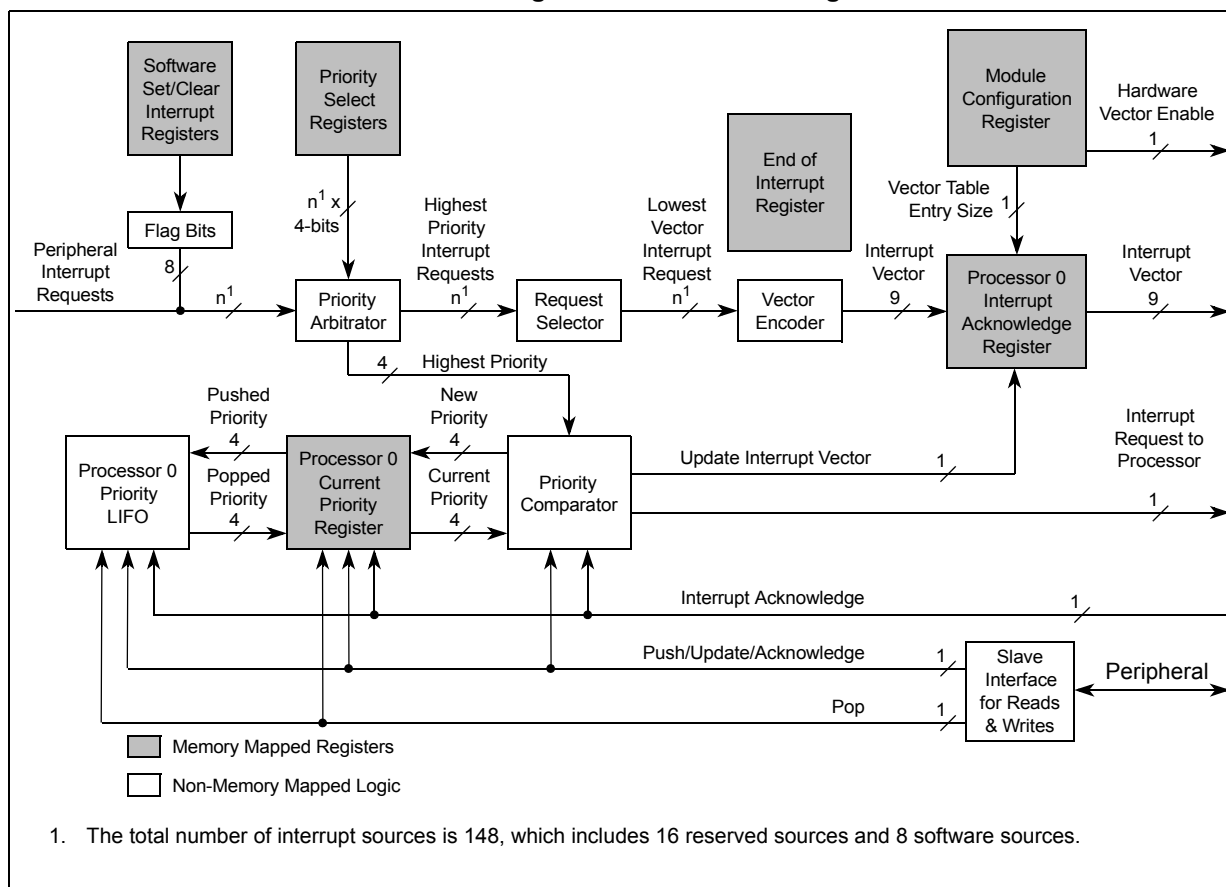 Software
Set/Clear
Interrupt
Registers
Priority
Select
Registers
Module
Configuration
Register
Hardware
Vector Enable
1
End of
Interrupt
Register
Flag Bits
n1 x
4-bits
Highest
Priority
Interrupt
Requests
Lowest
Vector
Interrupt
Request
Vector Table
Entry Size
1
Peripheral
Interrupt
Requests
8
n1
Priority
Arbitrator
n1
Request
Selector
n1
Vector
Encoder
Interrupt
Vector
9
Processor 0
Interrupt
Acknowledge
Register
Interrupt
Vector
9
4
Highest Priority
Pushed
Priority
4
New
Priority
4
Processor 0
Priority
LIFO
Popped
Priority
4
Processor 0
Current
Priority
Register
Current
Priority
4
Priority
Comparator
Update Interrupt Vector
1
Interrupt
Request to
Processor
1
Interrupt Acknowledge
1
Push/Update/Acknowledge
1
Pop
1
Slave
Interface
for Reads
& Writes
Peripheral
Memory Mapped Registers
Non-Memory Mapped Logic
1. The total number of interrupt sources is 148, which includes 16 reserved sources and 8 software sources.